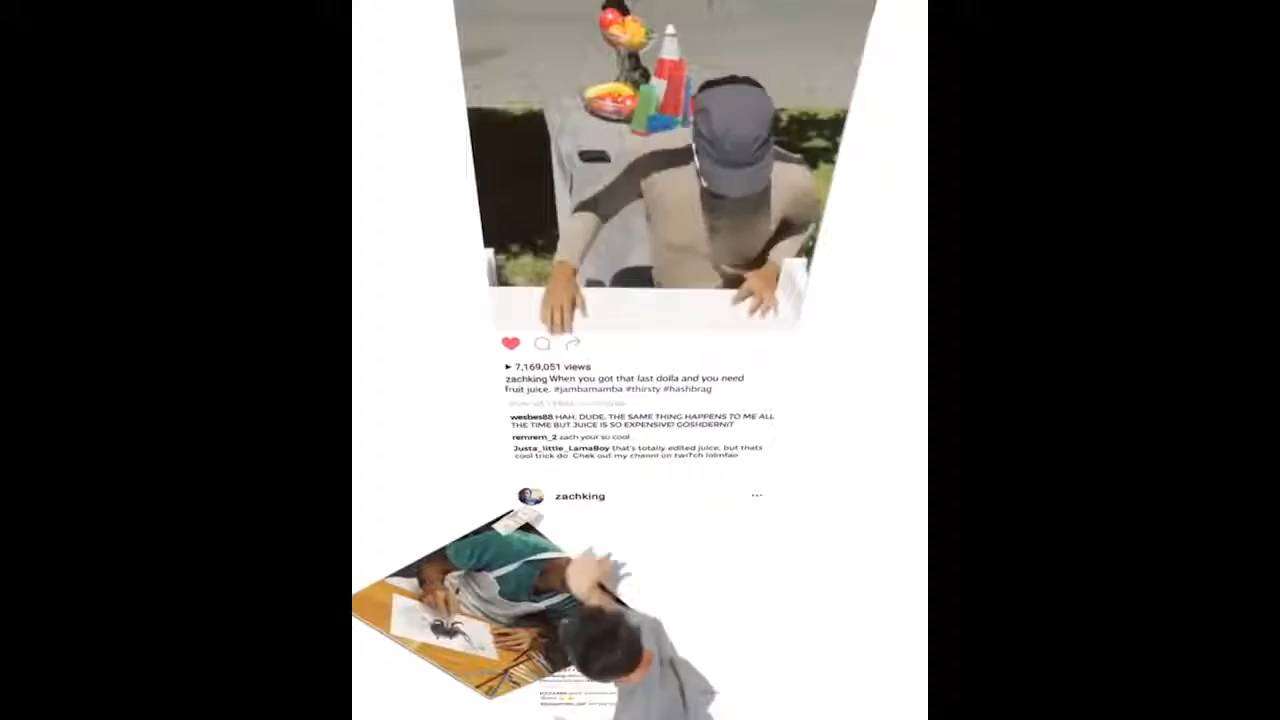 7,169,051 views
zachking When you got that last dolla and you need
fruit juice. #jambamamba #thirsty #hashbrag
wesbes88 HAH, DUDE, THE SAME THING HAPPENS TO ME ALL
THE TIME BUT JUICE IS SO EXPENSIVE! GOSHDERNIT
remrem_2 zach your so cool
Justa_little_LamaBoy that's totally edited juice, but thats
cool trick do. Chek out my channl on twiTch lolmfao
zachking